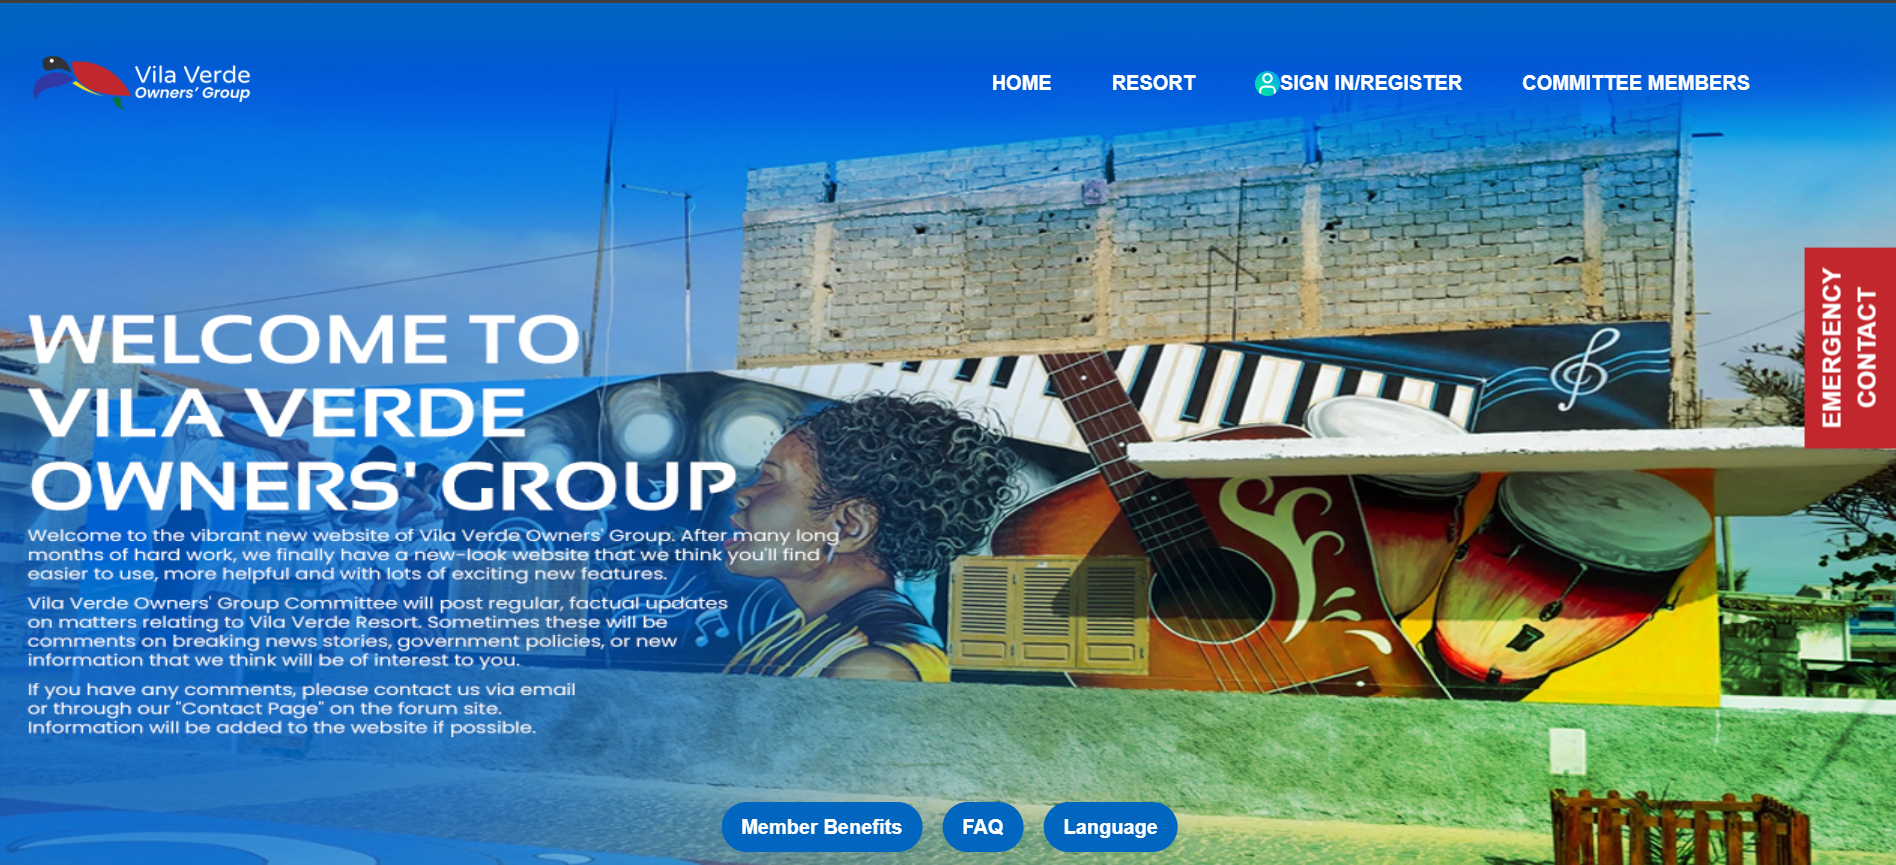 Vila Verde
Owners' Group
HOME
RESORT
SIGN IN/REGISTER
COMMITTEE MEMBERS
EMERGENCY
CONTACT
WELCOME TO
VILA VERDE
OWNERS' GROUP
Welcome to the vibrant new website of Vila Verde Owners' Group. After many long
months of hard work, we finally have a new-look website that we think you'll find
easier to use, more helpful and with lots of exciting new features.
Vila Verde Owners' Group Committee will post regular, factual updates
on matters relating to Vila Verde Resort. Sometimes these will be
comments on breaking news stories, government policies, or new
information that we think will be of interest to you.
If you have any comments, please contact us via email
or through our "Contact Page" on the forum site.
Information will be added to the website if possible.
Member Benefits
FAQ
Language